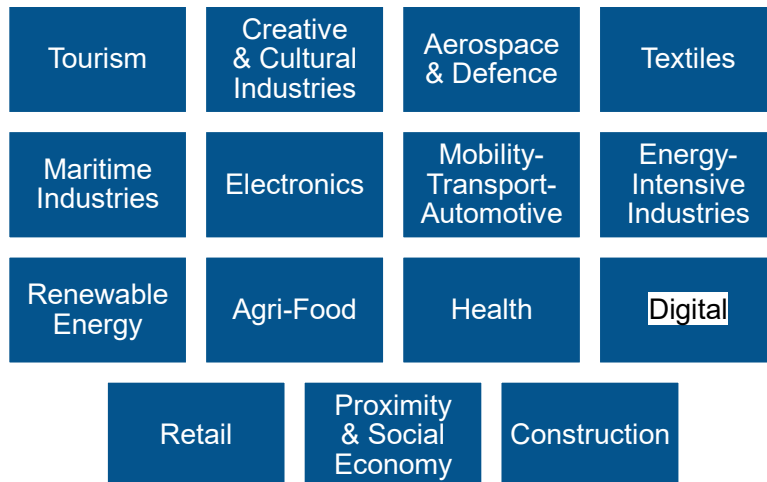 Tourism
Creative
& Cultural
Industries
Aerospace
& Defence
Textiles
Maritime
Industries
Electronics
Mobility-
Transport-
Automotive
Energy-
Intensive
Industries
Renewable
Energy
Agri-Food
Health
Digital
Retail
Proximity
& Social
Economy
Construction